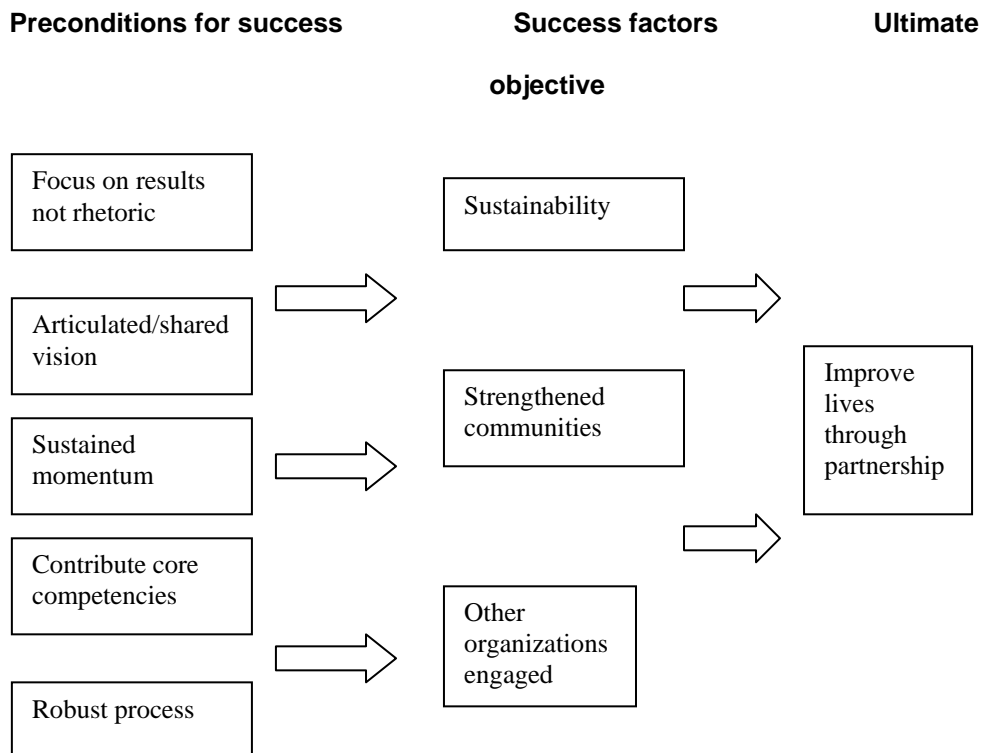 Preconditions for success Success factors Ultimate
objective
Focus on results
not rhetoric
Articulated/shared
vision
Sustained
momentum
Contribute core
competencies
Robust process
Sustainability
Strengthened
communities
Other
organizations
engaged
Improve
lives
through
partnership